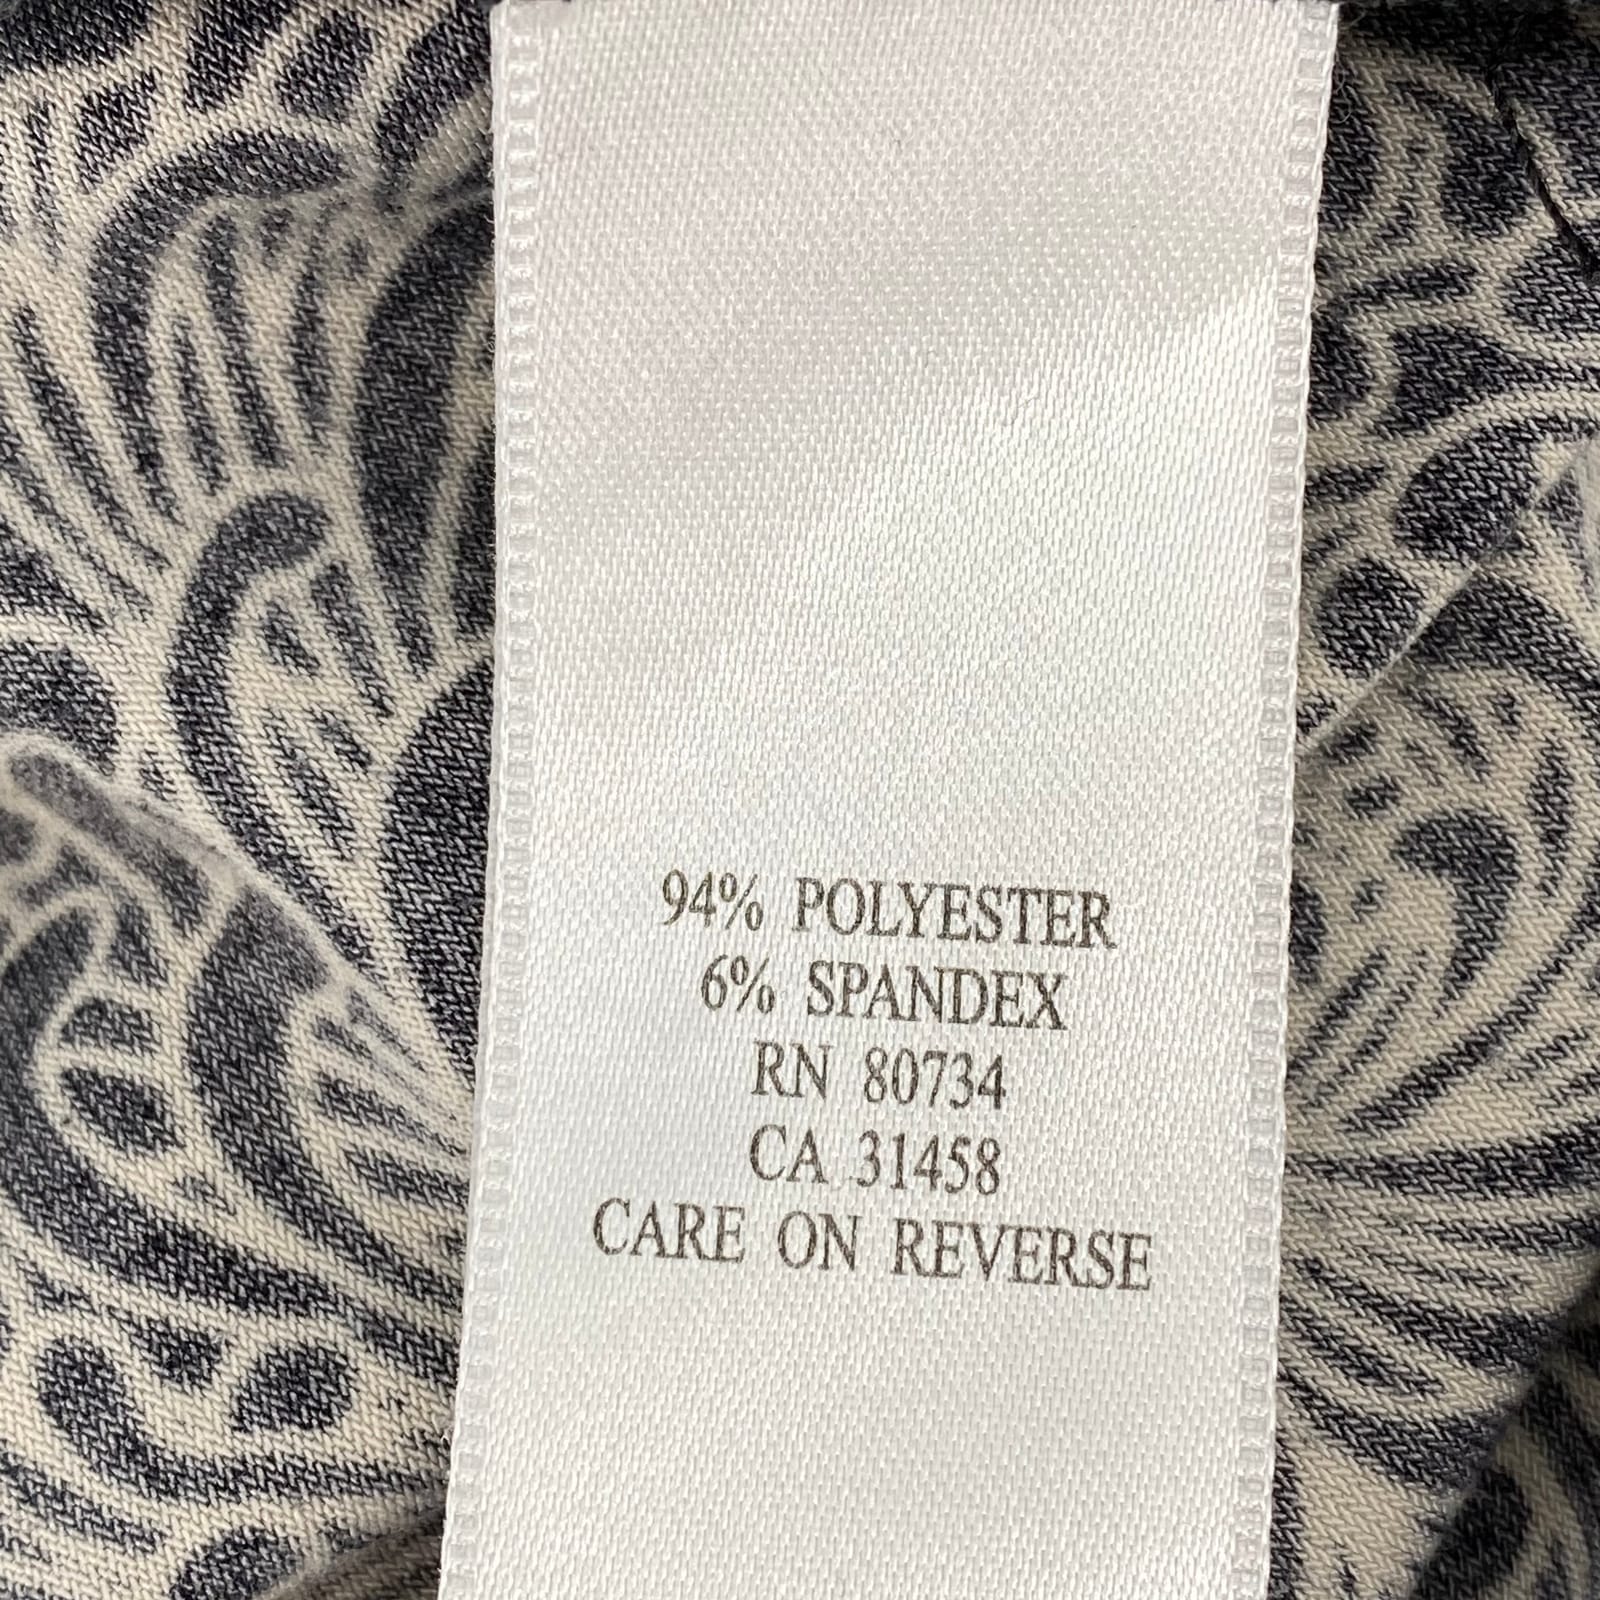 94% POLYESTER
6% SPANDEX
RN 80734
CA 31458
CARE ON REVERSE